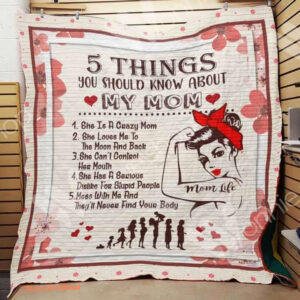 5 THINGS
YOU SHOULD KNOW ABOUT
MY MOM
1. She Is A Crazy Mom
2. She Loves Me To
The Moon And Back
3. She Can't Control
Her Mouth
4. She Has A Serious
Dislike For Stupid People
5. Mess With Me And
They'll Never Find Your Body
Mom Life